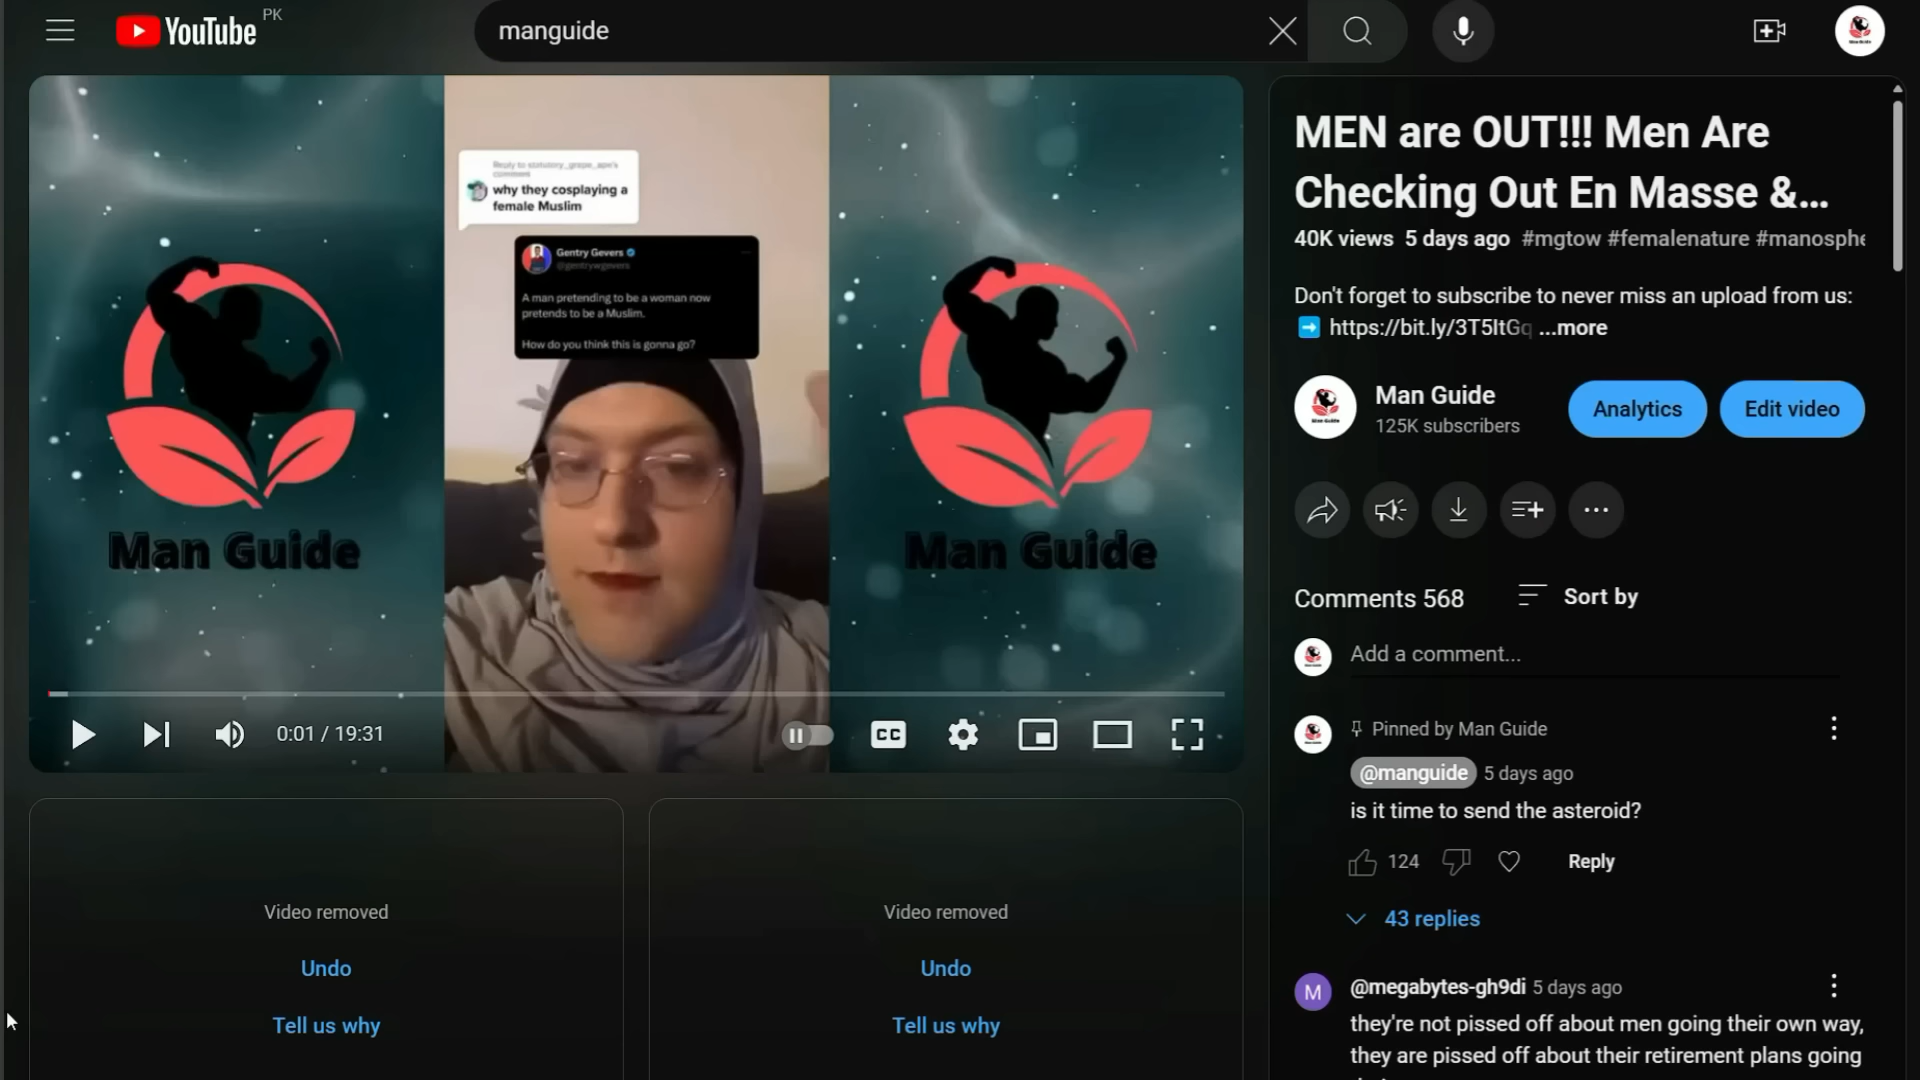 YouTube PK
manguide
Reply to statutory_grape_ape's
comment
why they cosplaying a
female Muslim
Gentry Gevers
@gentrywgevers
A man pretending to be a woman now
pretends to be a Muslim.
How do you think this is gonna go?
Man Guide
Man Guide
0:01 / 19:31
CC
Video removed
Undo
Tell us why
Video removed
Undo
Tell us why
MEN are OUT!!! Men Are
Checking Out En Masse &...
40K views 5 days ago #mgtow #femalenature #manosphe
Don't forget to subscribe to never miss an upload from us:
https://bit.ly/3T5ItGq ...more
Man Guide
125K subscribers
Analytics
Edit video
Comments 568
Sort by
Add a comment...
Pinned by Man Guide
@manguide 5 days ago
is it time to send the asteroid?
124
Reply
43 replies
M
@megabytes-gh9di 5 days ago
they're not pissed off about men going their own way,
they are pissed off about their retirement plans going